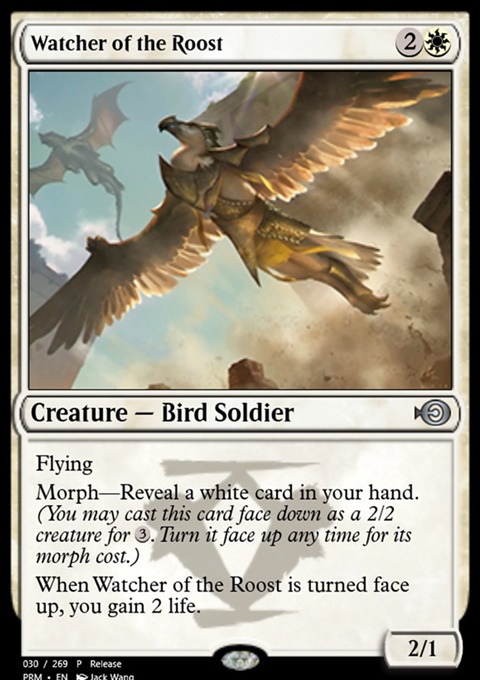 Watcher of the Roost 2
Creature — Bird Soldier
Flying
Morph—Reveal a white card in your hand.
(You may cast this card face down as a 2/2
creature for 3. Turn it face up any time for its
morph cost.)
When Watcher of the Roost is turned face
up, you gain 2 life.
2/1
030 / 269 P Release
PRM • EN Jack Wang